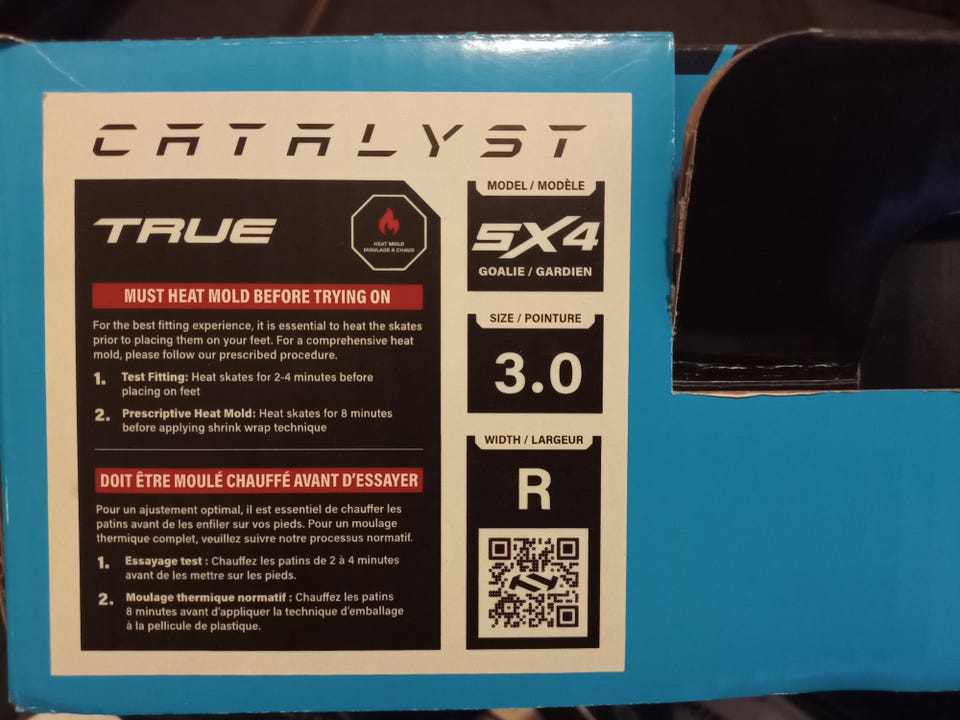 CATALYST
TRUE
HEAT MOLD
MOULAGE À CHAUD
MUST HEAT MOLD BEFORE TRYING ON
For the best fitting experience, it is essential to heat the skates
prior to placing them on your feet. For a comprehensive heat
mold, please follow our prescribed procedure.
1. Test Fitting: Heat skates for 2-4 minutes before
placing on feet
2. Prescriptive Heat Mold: Heat skates for 8 minutes
before applying shrink wrap technique
DOIT ÊTRE MOULÉ CHAUFFÉ AVANT D'ESSAYER
Pour un ajustement optimal, il est essentiel de chauffer les
patins avant de les enfiler sur vos pieds. Pour un moulage
thermique complet, veuillez suivre notre processus normatif.
1. Essayage test : Chauffez les patins de 2 à 4 minutes
avant de les mettre sur les pieds.
2. Moulage thermique normatif : Chauffez les patins
8 minutes avant d'appliquer la technique d'emballage
à la pellicule de plastique.
MODEL / MODÈLE
5X4
GOALIE / GARDIEN
SIZE / POINTURE
3.0
WIDTH / LARGEUR
R